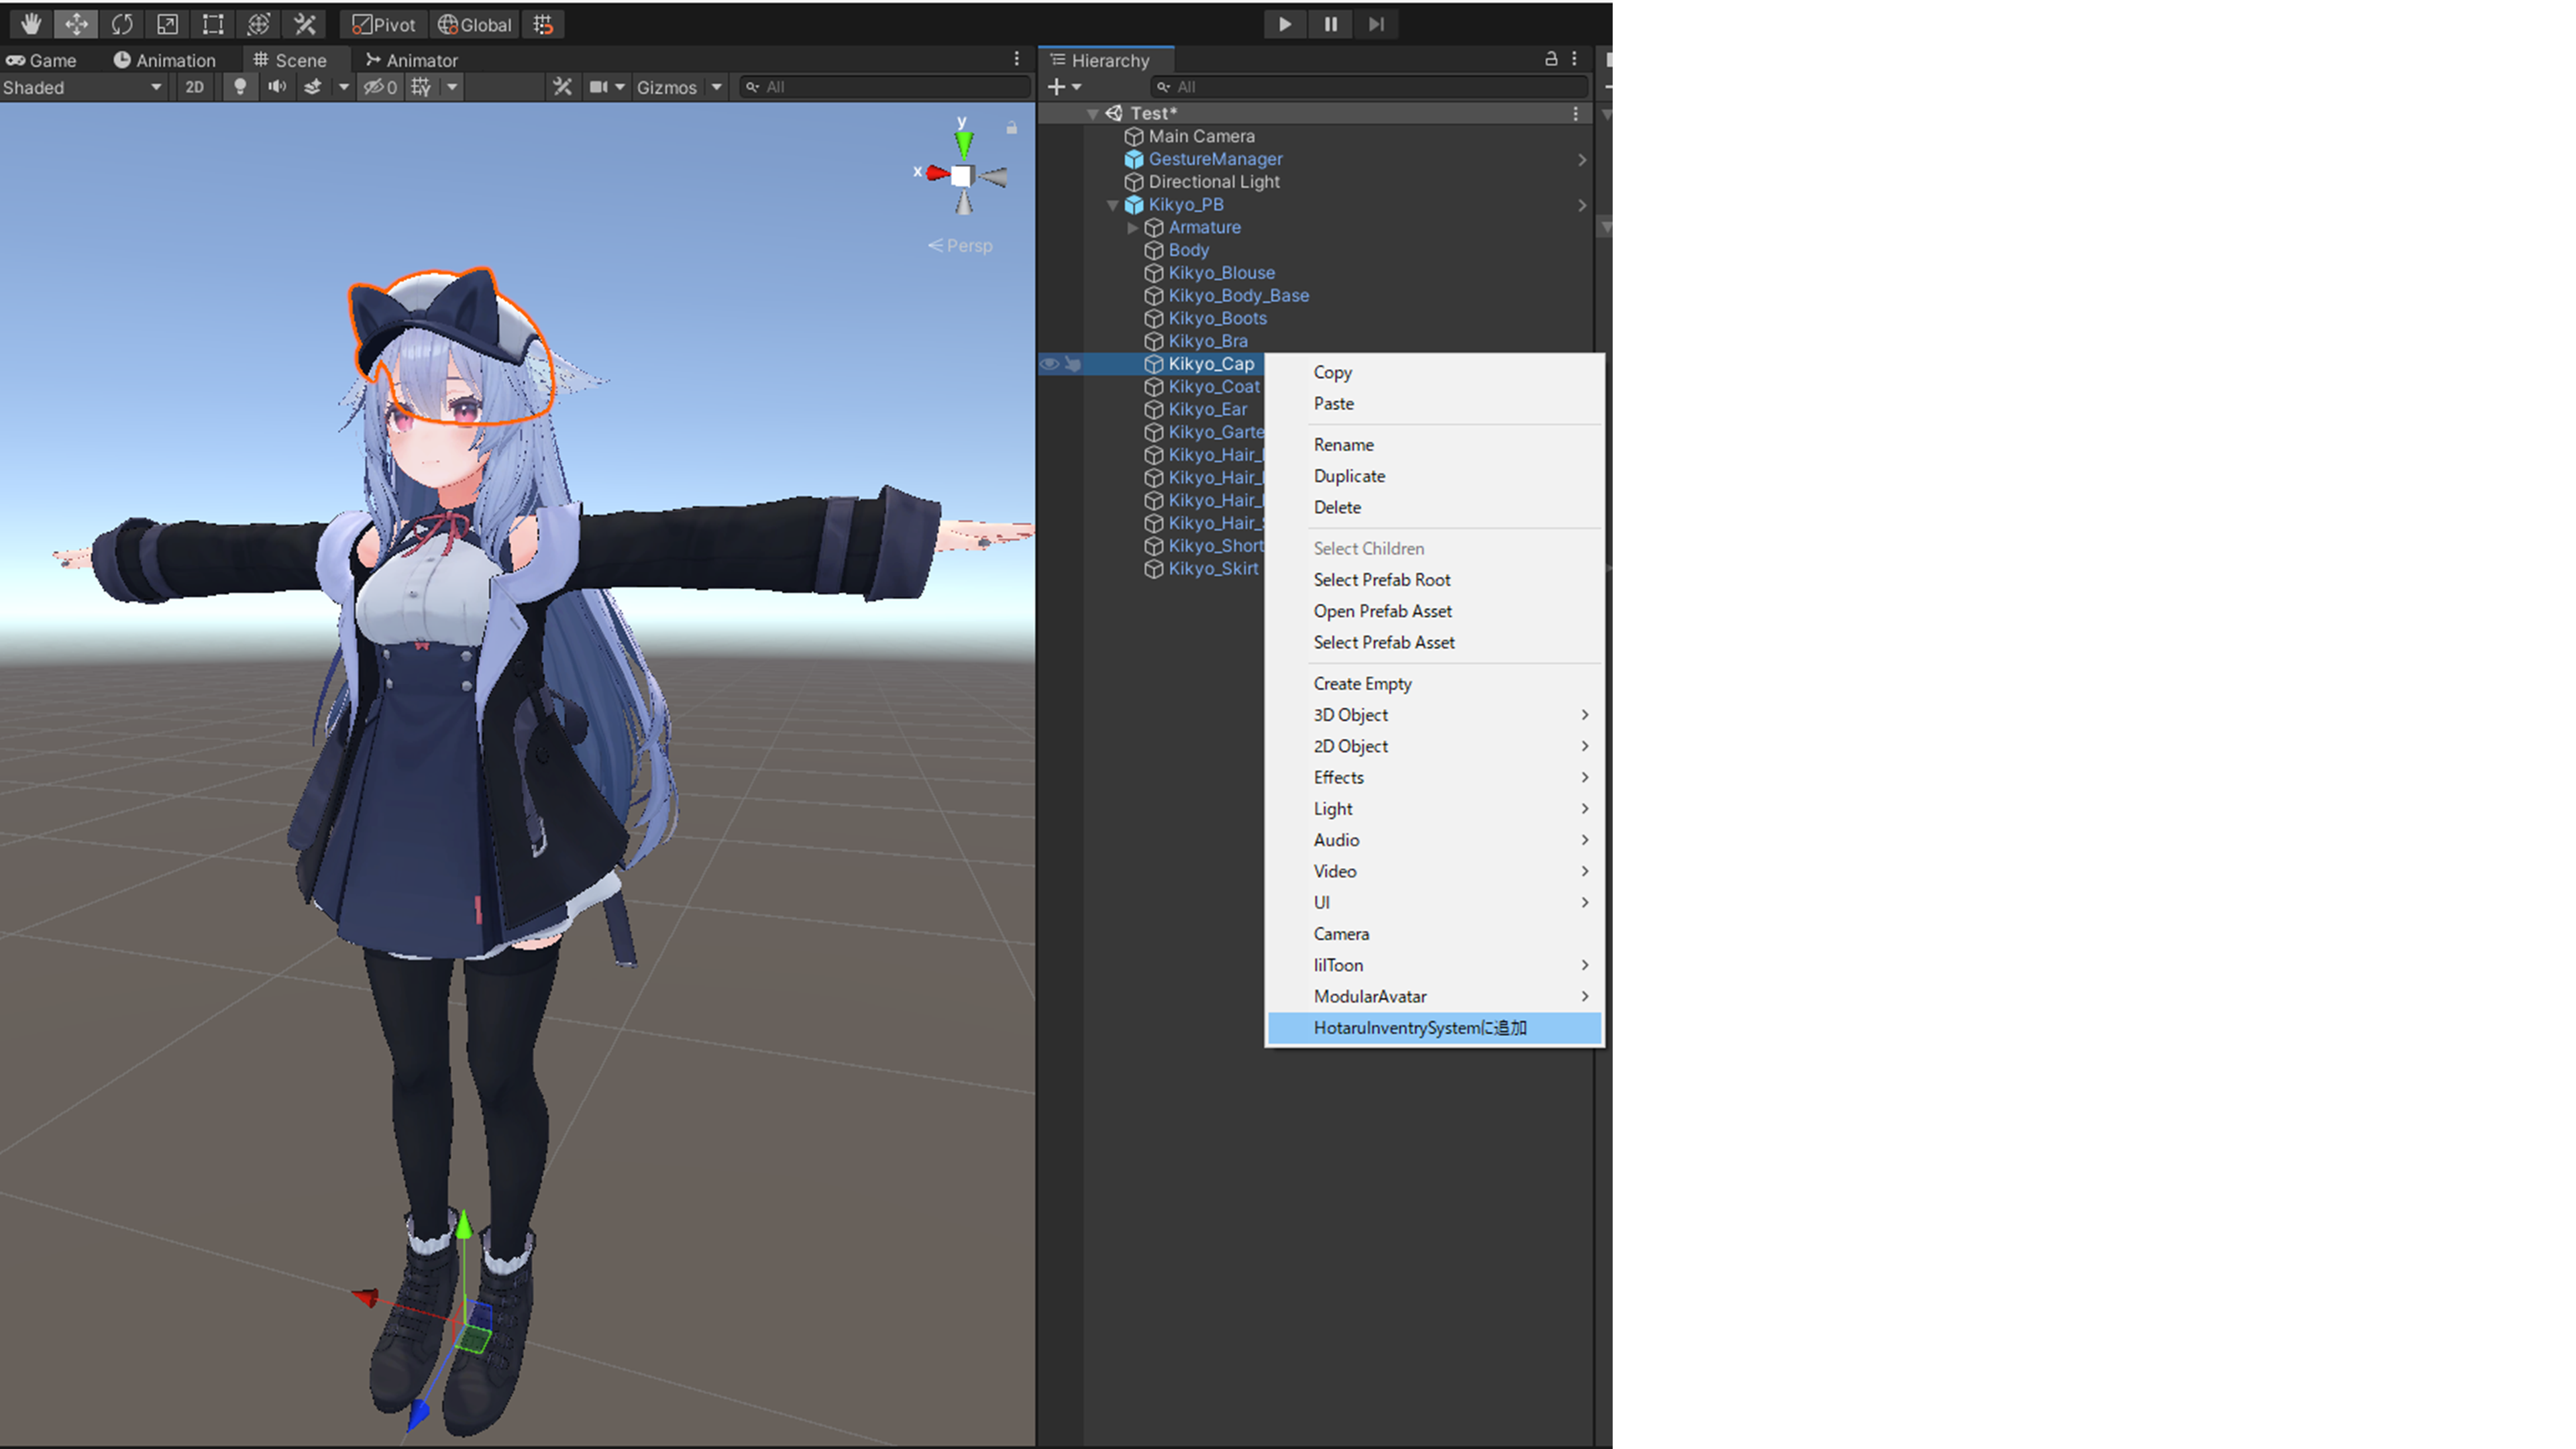 Pivot Global
Game Animation Scene Animator
Shaded 2D 0 Gizmos All
y
x
Persp
Hierarchy
All
Test*
Main Camera
GestureManager
Directional Light
Kikyo_PB
Armature
Body
Kikyo_Blouse
Kikyo_Body_Base
Kikyo_Boots
Kikyo_Bra
Kikyo_Cap
Kikyo_Coat
Kikyo_Ear
Kikyo_Garte
Kikyo_Hair_
Kikyo_Hair_
Kikyo_Hair_
Kikyo_Hair_
Kikyo_Short
Kikyo_Skirt
Copy
Paste
Rename
Duplicate
Delete
Select Children
Select Prefab Root
Open Prefab Asset
Select Prefab Asset
Create Empty
3D Object
2D Object
Effects
Light
Audio
Video
UI
Camera
lilToon
ModularAvatar
HotaruInventrySystemに追加